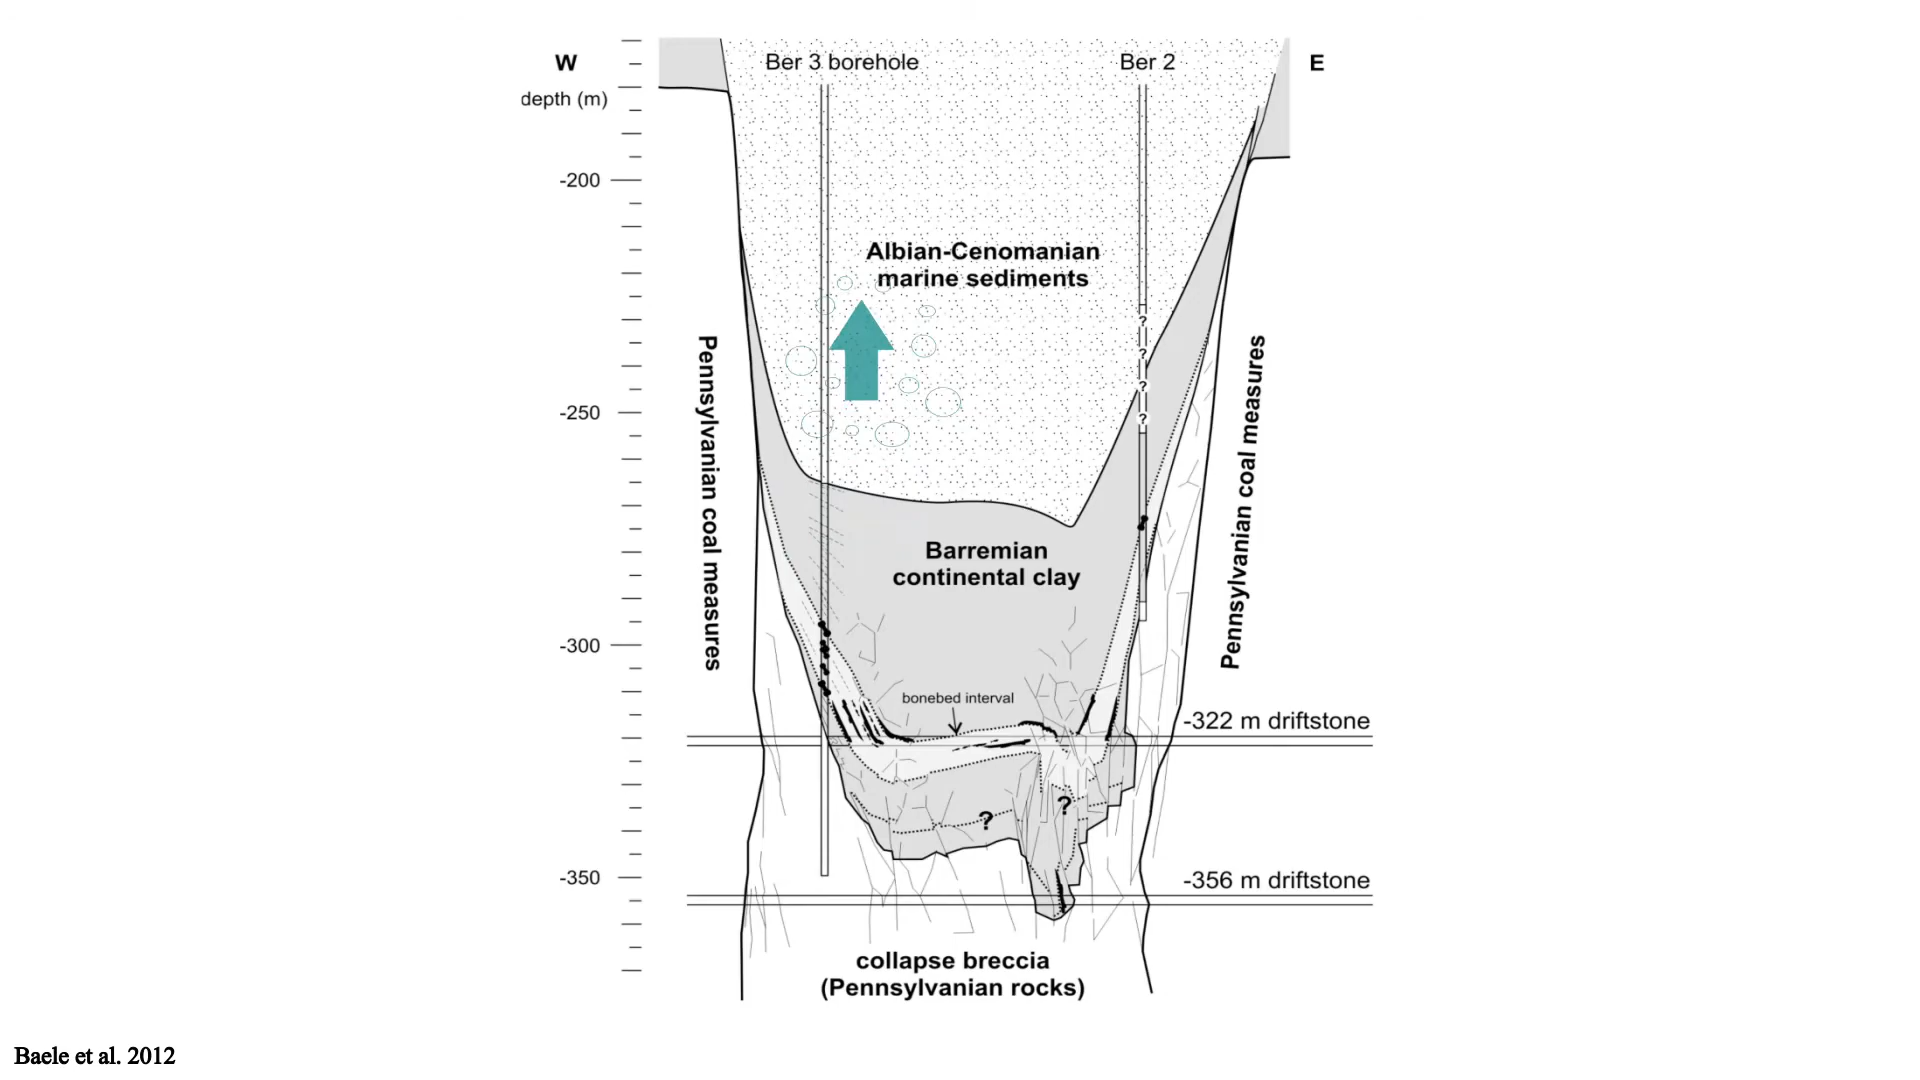 W
Ber 3 borehole
Ber 2
E
depth (m)
-200
Albian-Cenomanian
marine sediments
?
?
?
?
Pennsylvanian coal measures
Pennsylvanian coal measures
-250
Barremian
continental clay
-300
bonebed interval
-322 m driftstone
?
?
-350
-356 m driftstone
collapse breccia
(Pennsylvanian rocks)
Baele et al. 2012